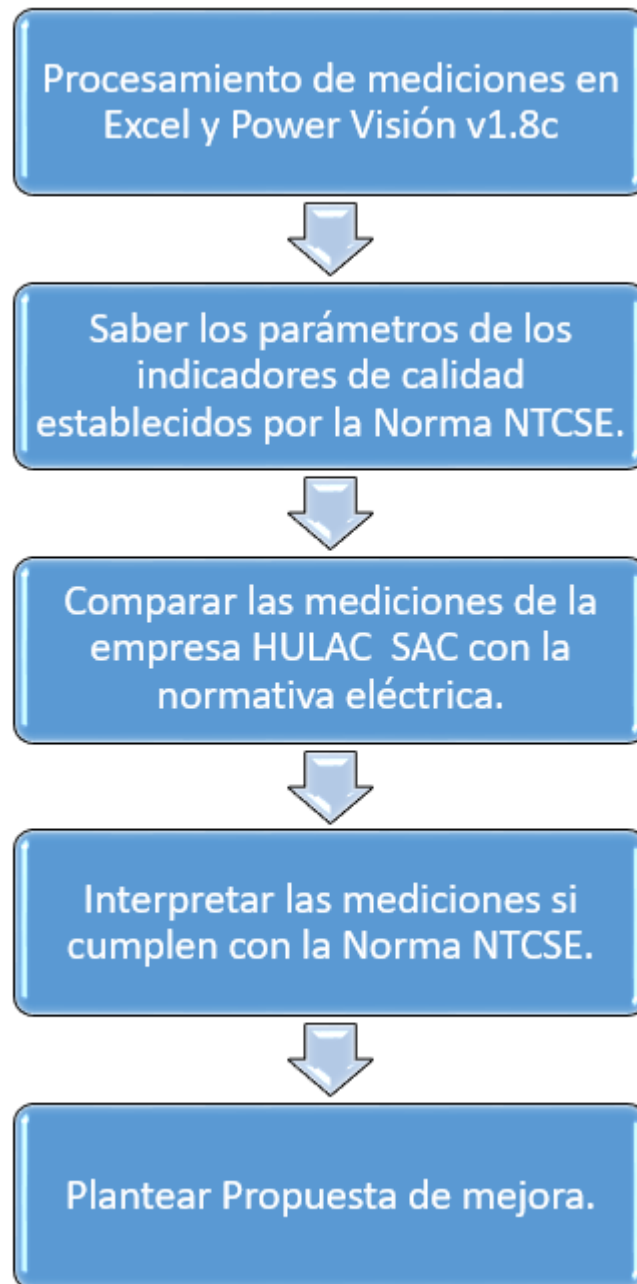 Procesamiento de mediciones en
Excel y Power Visión v1.8c
Saber los parámetros de los
indicadores de calidad
establecidos por la Norma NTCSE.
Comparar las mediciones de la
empresa HULAC  SAC con la
normativa eléctrica.
Interpretar las mediciones si
cumplen con la Norma NTCSE.
Plantear Propuesta de mejora.